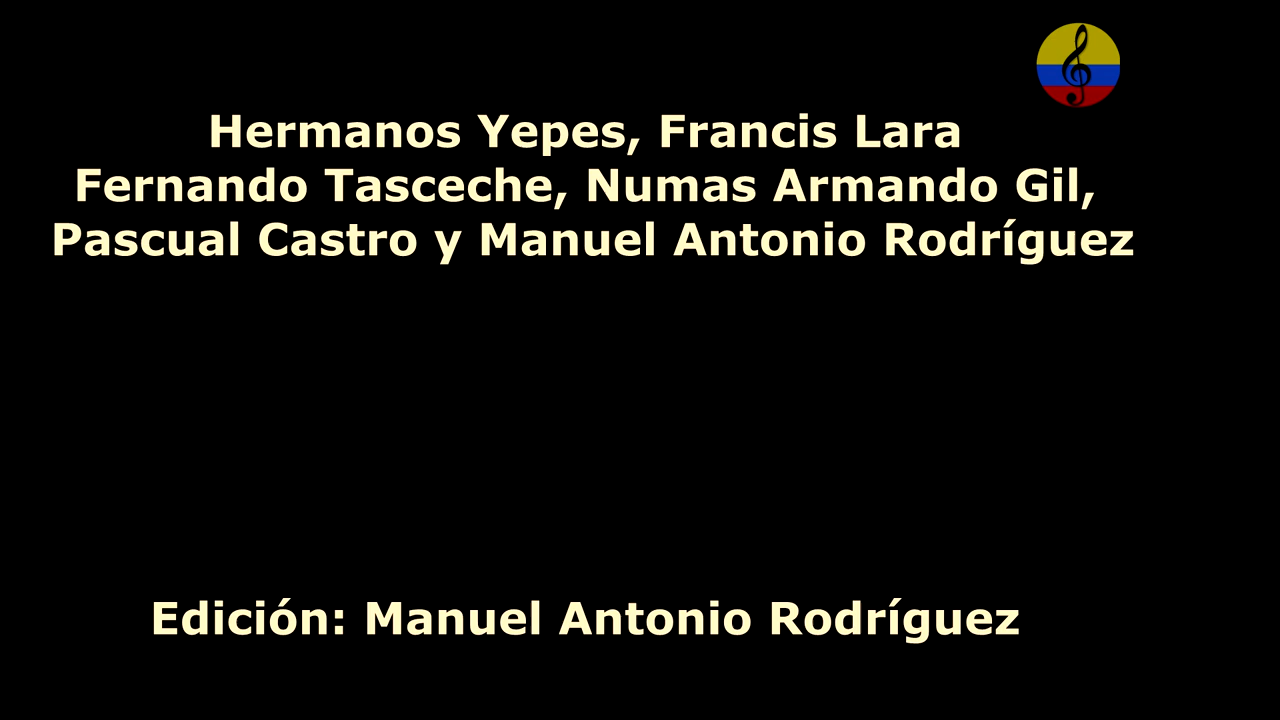 Hermanos Yepes, Francis Lara
Fernando Tasceche, Numas Armando Gil,
Pascual Castro y Manuel Antonio Rodríguez
Edición: Manuel Antonio Rodríguez